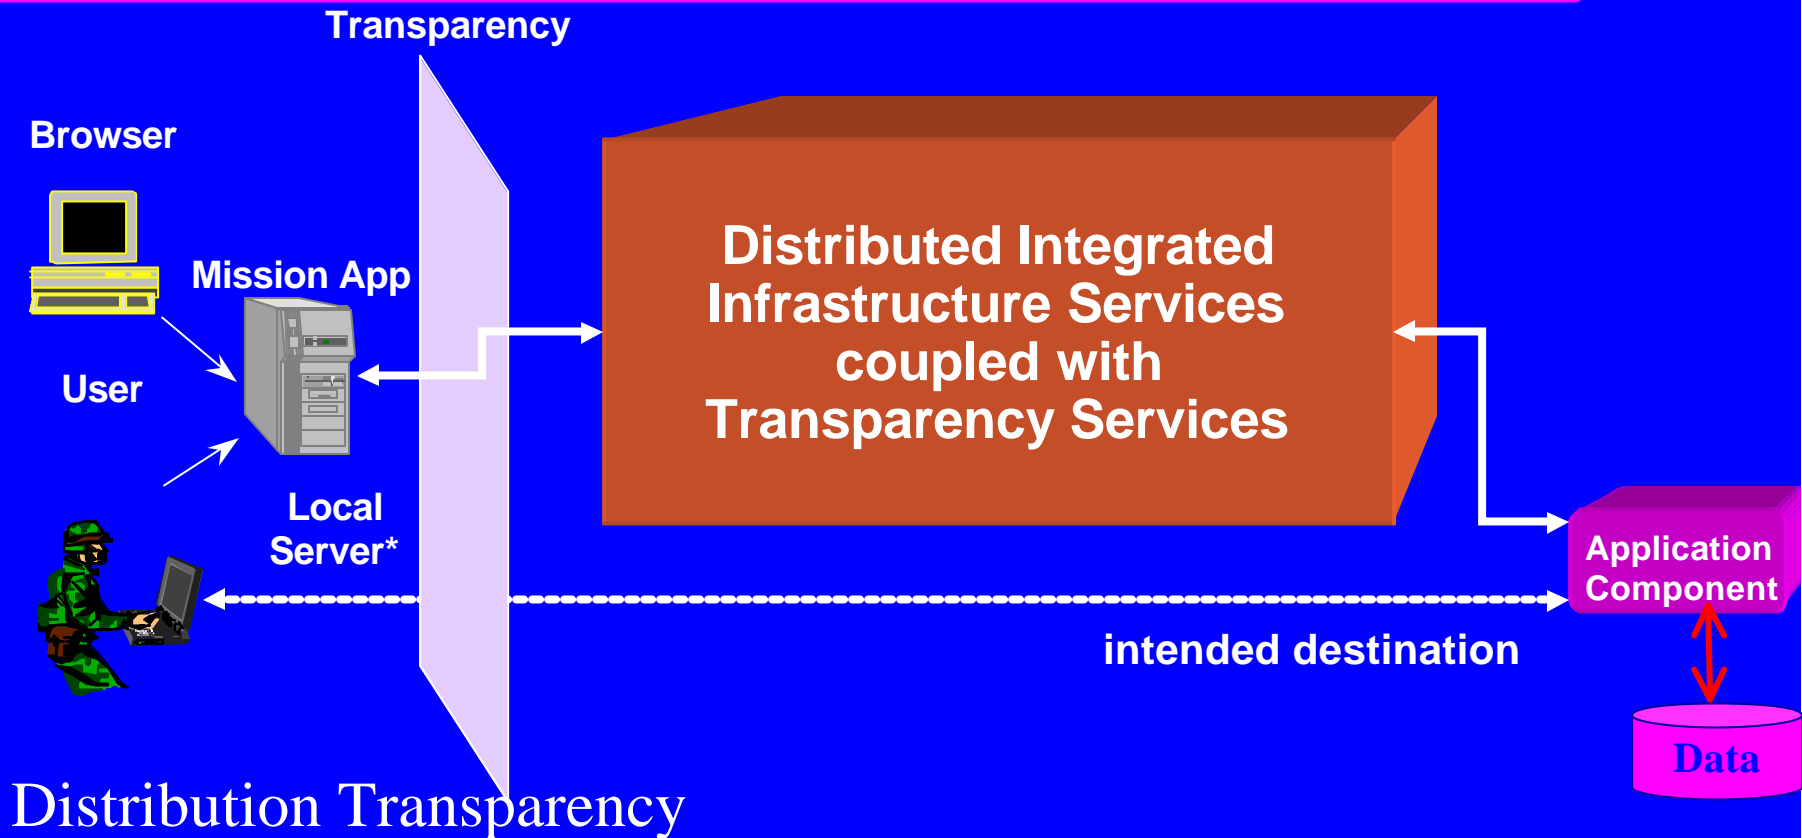 Transparency
Browser
Mission App
User
Local
Server*
Distributed Integrated
Infrastructure Services
coupled with
Transparency Services
Application
Component
intended destination
Data
Distribution Transparency